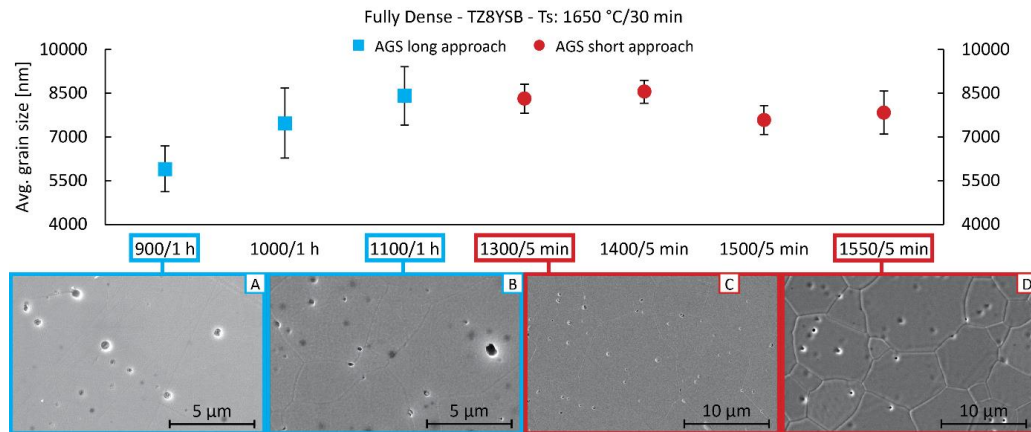 Fully Dense - TZ8YSB - Ts: 1650 °C/30 min
AGS long approach AGS short approach
Avg. grain size [nm]
10000 10000
8500 8500
7000 7000
5500 5500
4000 4000
900/1 h 1000/1 h 1100/1 h 1300/5 min 1400/5 min 1500/5 min 1550/5 min
A B C D
5 µm 5 µm 10 µm 10 µm